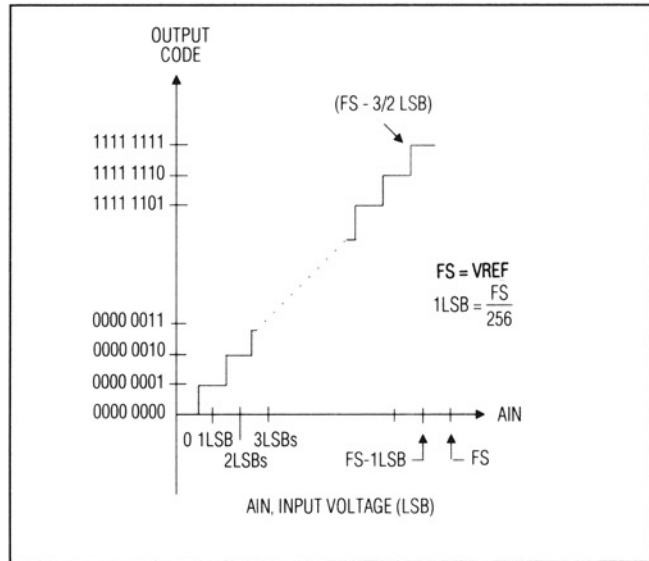 OUTPUT
CODE
(FS - 3/2 LSB)
1111 1111
1111 1110
1111 1101
FS = VREF
1LSB = FS
256
0000 0011
0000 0010
0000 0001
0000 0000
AIN
0 1LSB 3LSBs
2LSBs
FS-1LSB
FS
AIN, INPUT VOLTAGE (LSB)